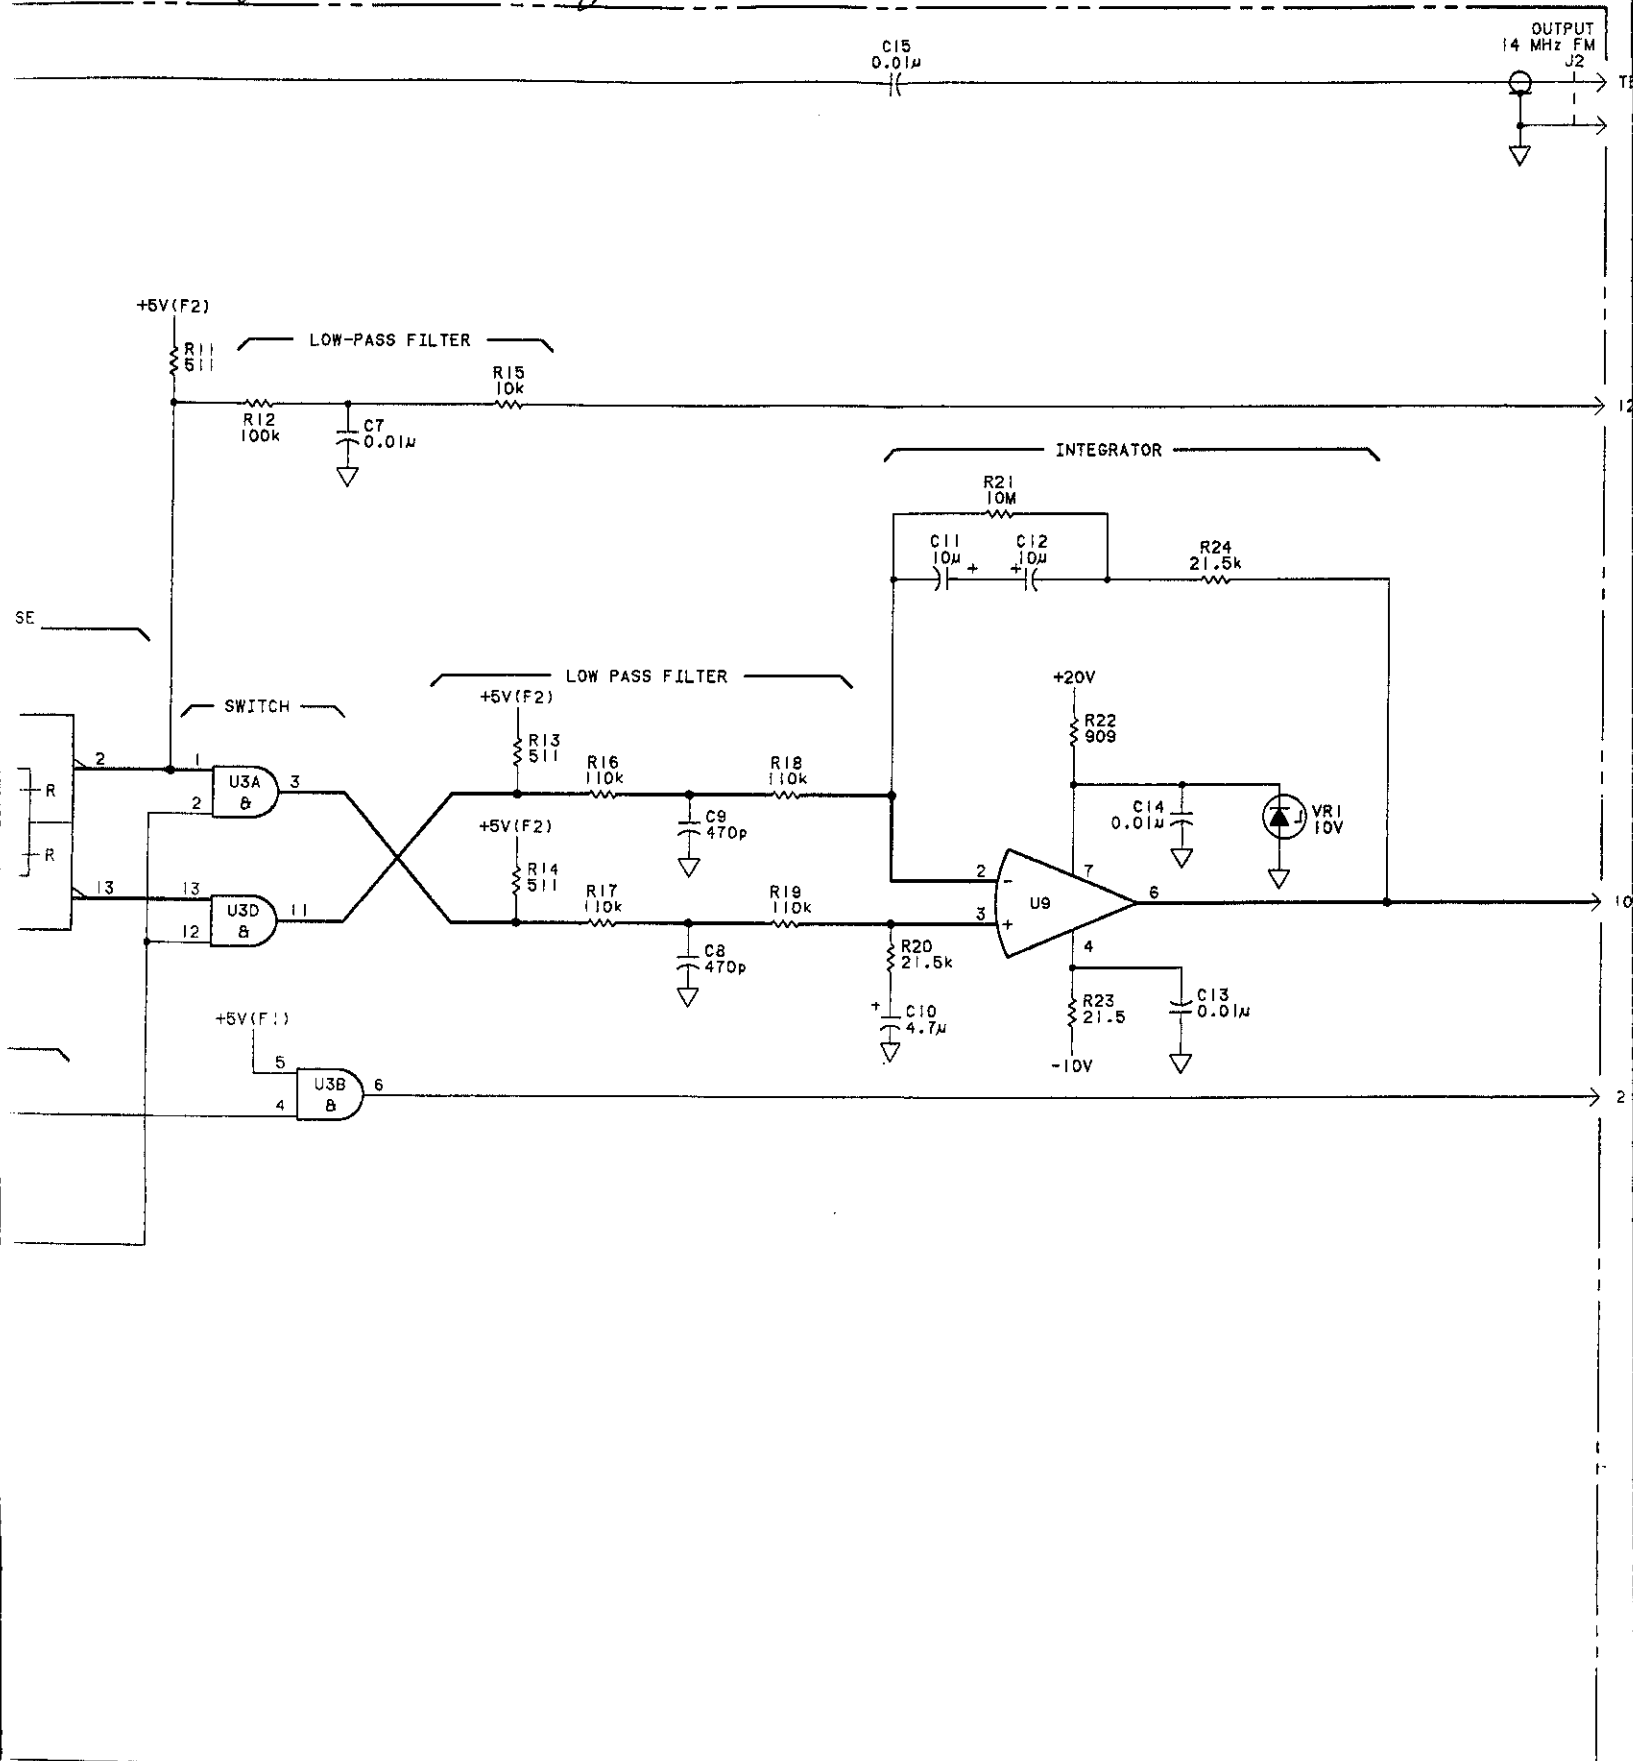 OUTPUT
14 MHz FM
J2
C15
0.01µ
+5V(F2)
R11
511
LOW-PASS FILTER
R15
10k
12
R12
100k
C7
0.01µ
INTEGRATOR
R21
10M
C11
10µ
+
C12
10µ
+
R24
21.5k
SE
LOW PASS FILTER
+20V
SWITCH
+5V(F2)
R22
909
R13
511
R16
110k
R18
110k
2
1
U3A
&
3
2
R
R
C9
470p
C14
0.01µ
VR1
10V
+5V(F2)
R14
511
2
-
7
13
13
U3D
&
11
12
R17
110k
R19
110k
3
+
U9
6
10
4
C8
470p
R20
21.5k
+
C10
4.7µ
R23
21.5
C13
0.01µ
-10V
+5V(F1)
5
U3B
&
6
4
2